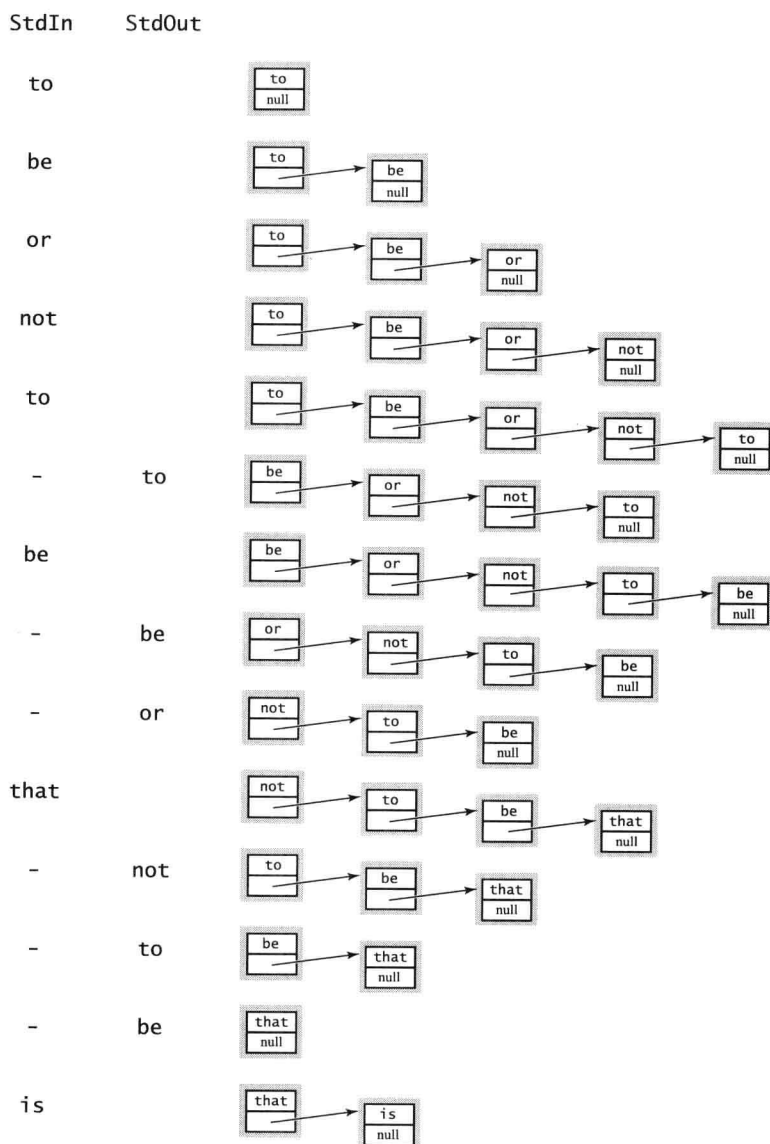 StdIn StdOut
to
to
null
be
to be
null
or
to be or
null
not
to be or not
null
to
to be or not to
null
- to
be or not to
null
be
be or not to be
null
- be
or not to be
null
- or
not to be
null
that
not to be that
null
- not
to be that
null
- to
be that
null
- be
that
null
is
that is
null